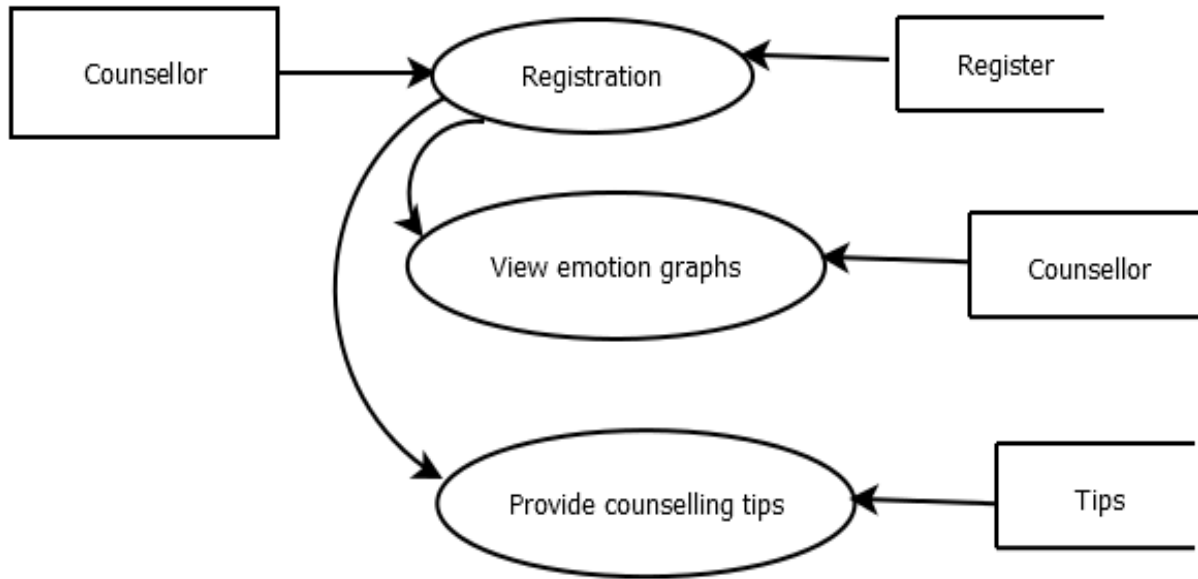 Counsellor
Registration
Register
View emotion graphs
Counsellor
Provide counselling tips
Tips